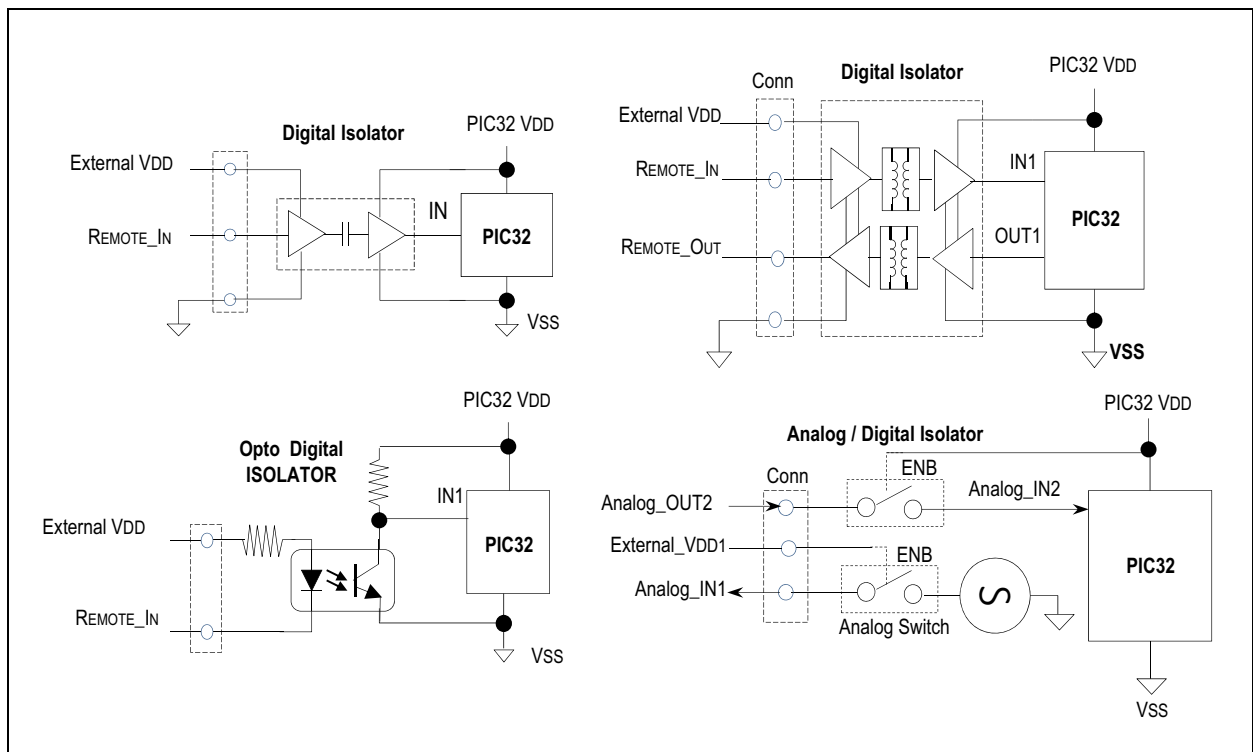 Digital Isolator
PIC32 VDD
External VDD
REMOTE_IN
IN
PIC32
VSS
Conn
Digital Isolator
PIC32 VDD
External VDD
REMOTE_IN
IN1
PIC32
REMOTE_OUT
OUT1
VSS
Opto Digital
ISOLATOR
PIC32 VDD
IN1
External VDD
PIC32
REMOTE_IN
VSS
PIC32 VDD
Analog / Digital Isolator
Conn
ENB
Analog_OUT2
Analog_IN2
External_VDD1
ENB
PIC32
Analog_IN1
Analog Switch
VSS